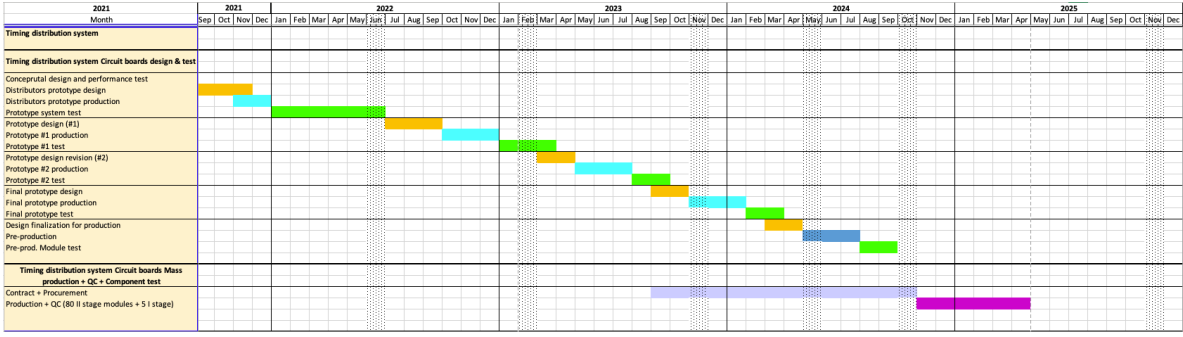 2021 2021 2022 2023 2024 2025
Month Sep Oct Nov Dec Jan Feb Mar Apr May Jun Jul Aug Sep Oct Nov Dec Jan Feb Mar Apr May Jun Jul Aug Sep Oct Nov Dec Jan Feb Mar Apr May Jun Jul Aug Sep Oct Nov Dec Jan Feb Mar Apr May Jun Jul Aug Sep Oct Nov Dec
Timing distribution system
Timing distribution system Circuit boards design & test
Conceprutal design and performance test
Distributors prototype design
Distributors prototype production
Prototype system test
Prototype design (#1)
Prototype #1 production
Prototype #1 test
Prototype design revision (#2)
Prototype #2 production
Prototype #2 test
Final prototype design
Final prototype production
Final prototype test
Design finalization for production
Pre-production
Pre-prod. Module test
Timing distribution system Circuit boards Mass
production + QC + Component test
Contract + Procurement
Production + QC (80 II stage modules + 5 I stage)